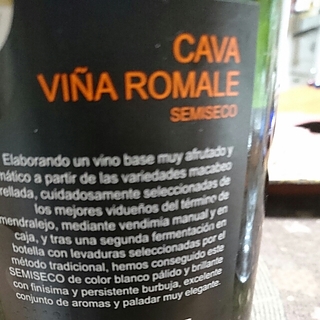 CAVA
VIÑA ROMALE
SEMISECO
Elaborando un vino base muy afrutado y
mático a partir de las variedades macabeo
rellada, cuidadosamente seleccionadas de
los mejores vidueños del término de
mendralejo, mediante vendimia manual y en
caja, y tras una segunda fermentación en
botella con levaduras seleccionadas por el
método tradicional, hemos conseguido este
SEMISECO de color blanco pálido y brillante
con finisima y persistente burbuja, excelente
conjunto de aromas y paladar muy elegante.